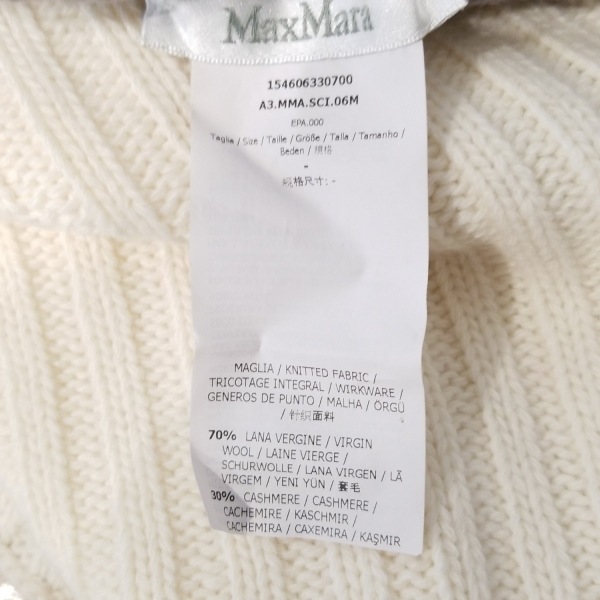 MaxMara
154606330700
A3.MMA.SCI.06M
EPA.000
Taglia / Size / Taille / Größe / Talla / Tamanho /
Beden / 规格
-
规格尺寸: -
MAGLIA / KNITTED FABRIC /
TRICOTAGE INTEGRAL / WIRKWARE /
GENEROS DE PUNTO / MALHA / ÖRGÜ
/ 针织面料
70% LANA VERGINE / VIRGIN
WOOL / LAINE VIERGE /
SCHURWOLLE / LANA VIRGEN / LÃ
VIRGEM / YENI YÜN / 羊毛
30% CASHMERE / CASHMERE /
CACHEMIRE / KASCHMIR /
CACHEMIRA / CAXEMIRA / KAŞMIR